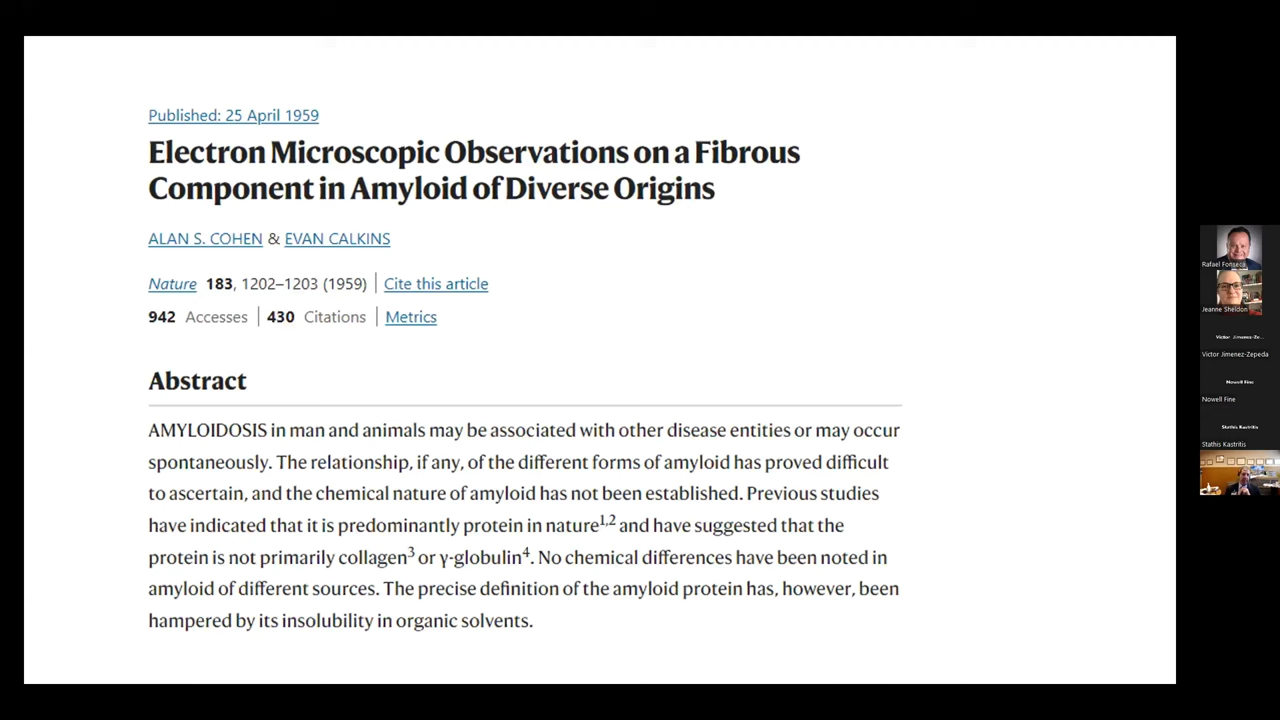 Published: 25 April 1959
Electron Microscopic Observations on a Fibrous
Component in Amyloid of Diverse Origins
ALAN S. COHEN & EVAN CALKINS
Nature 183, 1202–1203 (1959) | Cite this article
942 Accesses | 430 Citations | Metrics
Abstract
AMYLOIDOSIS in man and animals may be associated with other disease entities or may occur
spontaneously. The relationship, if any, of the different forms of amyloid has proved difficult
to ascertain, and the chemical nature of amyloid has not been established. Previous studies
have indicated that it is predominantly protein in nature1,2 and have suggested that the
protein is not primarily collagen3 or γ-globulin4. No chemical differences have been noted in
amyloid of different sources. The precise definition of the amyloid protein has, however, been
hampered by its insolubility in organic solvents.
Rafael Fonseca
Jeanne Sheldon
Victor Jimenez-Ze...
Victor Jimenez-Zepeda
Nowell Fine
Nowell Fine
Stathis Kastritis
Stathis Kastritis